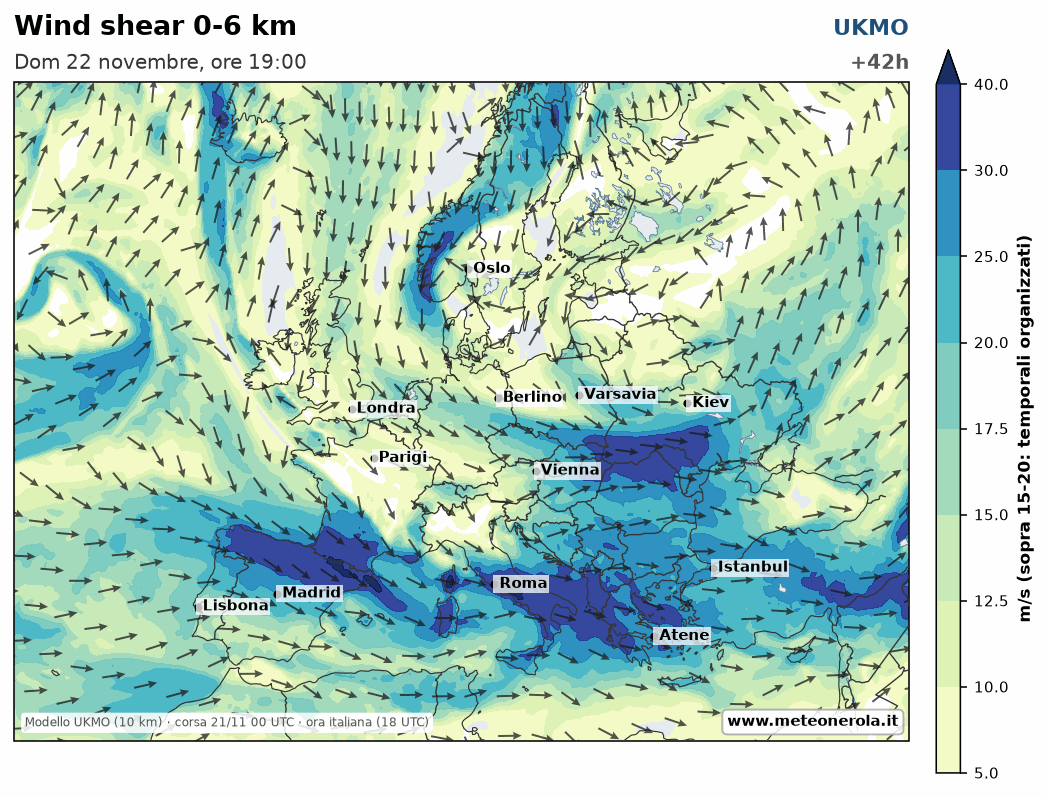 Wind shear 0-6 km
UKMO
Dom 22 novembre, ore 19:00
+42h
40.0
30.0
25.0
20.0
17.5
15.0
12.5
10.0
5.0
m/s (sopra 15-20: temporali organizzati)
Oslo
Berlino
Varsavia
Kiev
Londra
Parigi
Vienna
Istanbul
Roma
Madrid
Lisbona
Atene
Modello UKMO (10 km) · corsa 21/11 00 UTC · ora italiana (18 UTC)
www.meteonerola.it